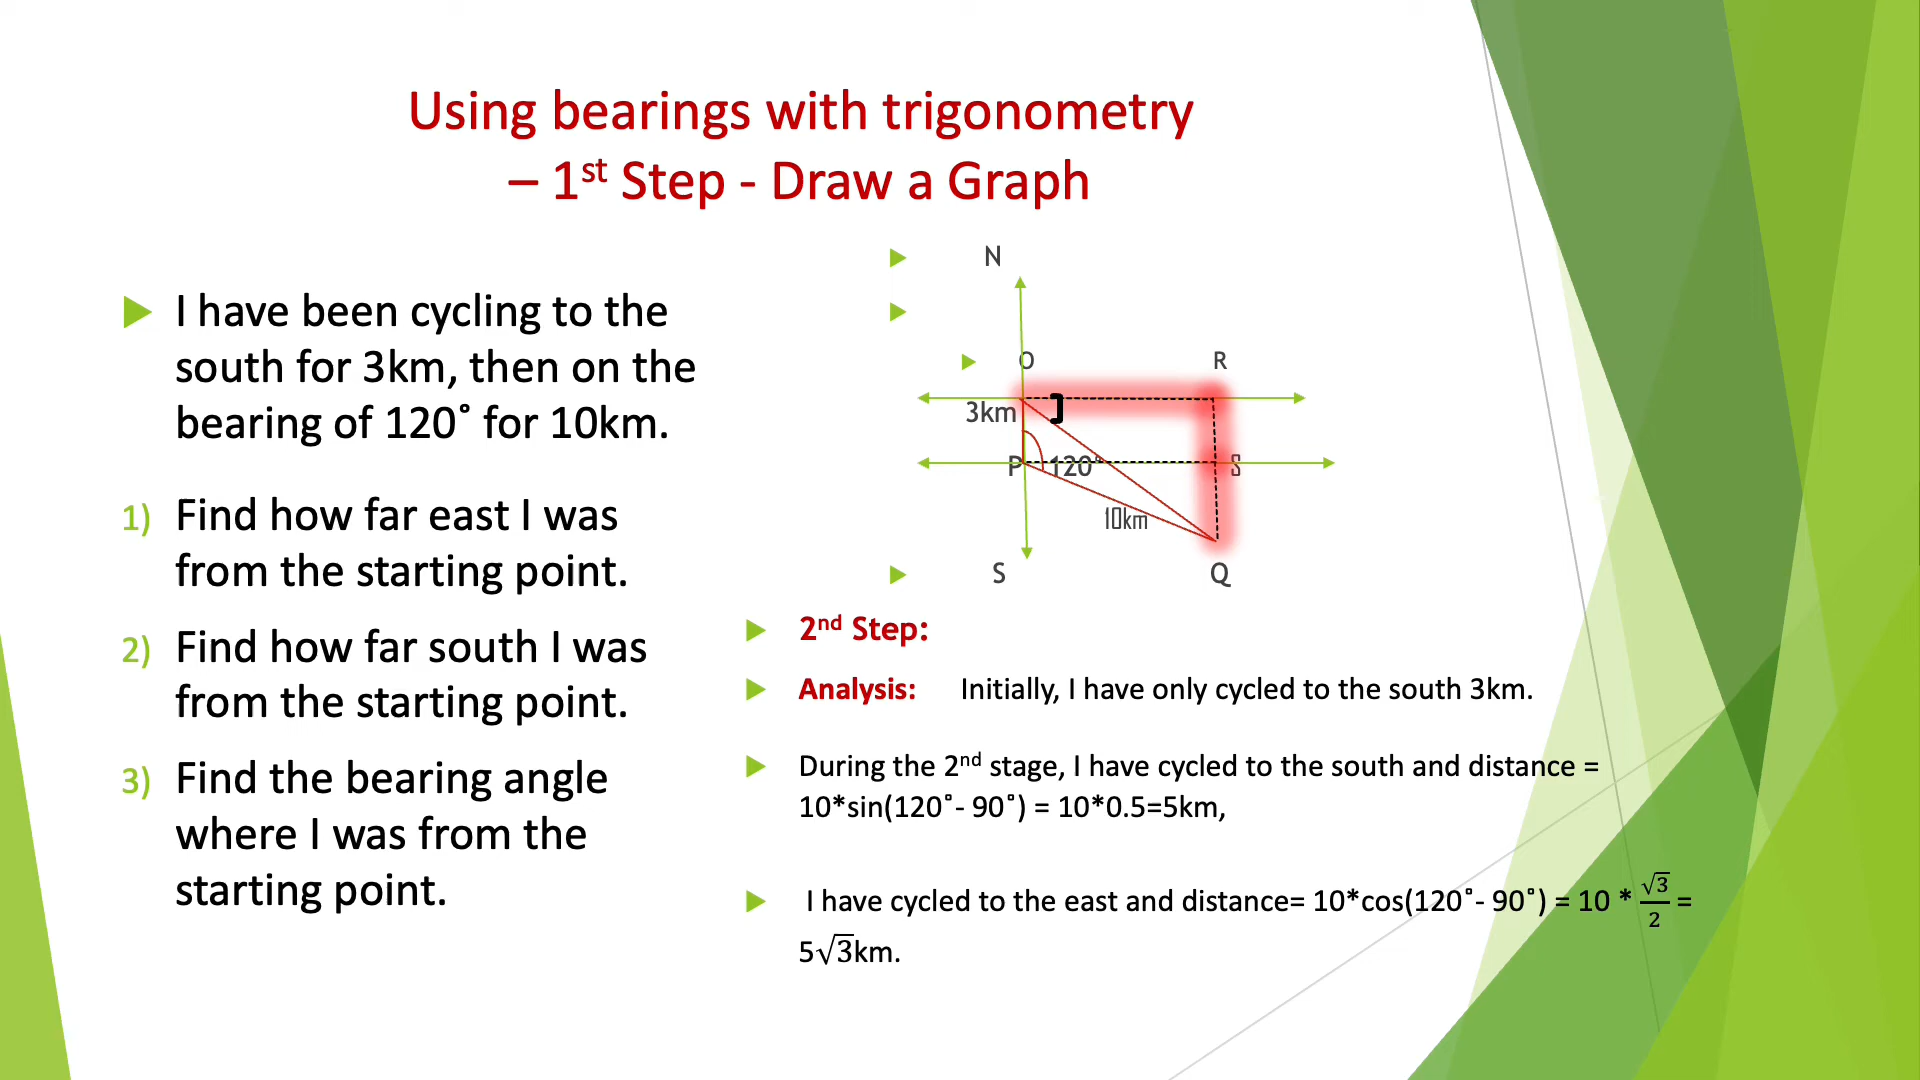 Using bearings with trigonometry
– 1st Step - Draw a Graph
I have been cycling to the
south for 3km, then on the
bearing of 120˚ for 10km.
1) Find how far east I was
from the starting point.
2) Find how far south I was
from the starting point.
3) Find the bearing angle
where I was from the
starting point.
N
O R
3km
P 120° S
10km
S Q
2nd Step:
Analysis: Initially, I have only cycled to the south 3km.
During the 2nd stage, I have cycled to the south and distance =
10*sin(120˚- 90˚) = 10*0.5=5km,
I have cycled to the east and distance= 10*cos(120˚- 90˚) = 10 * √3/2 =
5√3km.